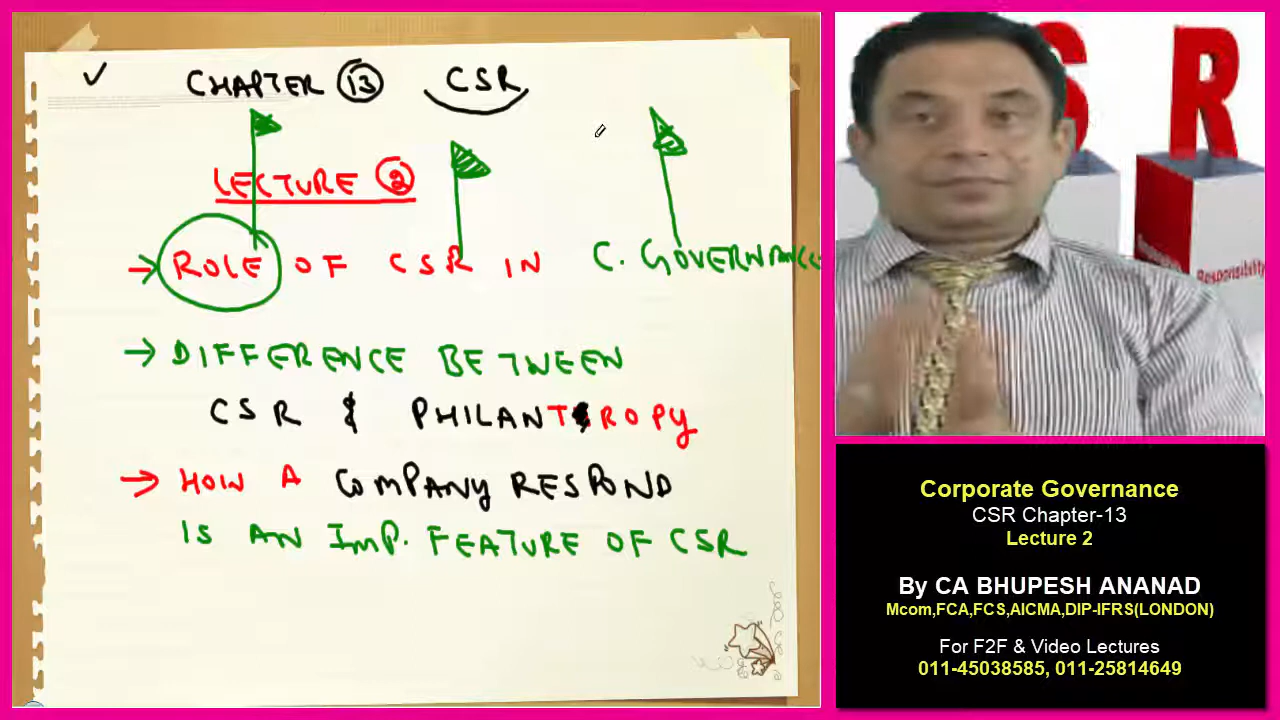 ✓ CHAPTER 13 CSR
LECTURE 2
→ ROLE OF CSR IN C. GOVERNANCE
→ DIFFERENCE BETWEEN
CSR & PHILANTHROPY
→ HOW A COMPANY RESPOND
IS AN IMP. FEATURE OF CSR
S R
Responsibility
Corporate Governance
CSR Chapter-13
Lecture 2
By CA BHUPESH ANANAD
Mcom,FCA,FCS,AICMA,DIP-IFRS(LONDON)
For F2F & Video Lectures
011-45038585, 011-25814649